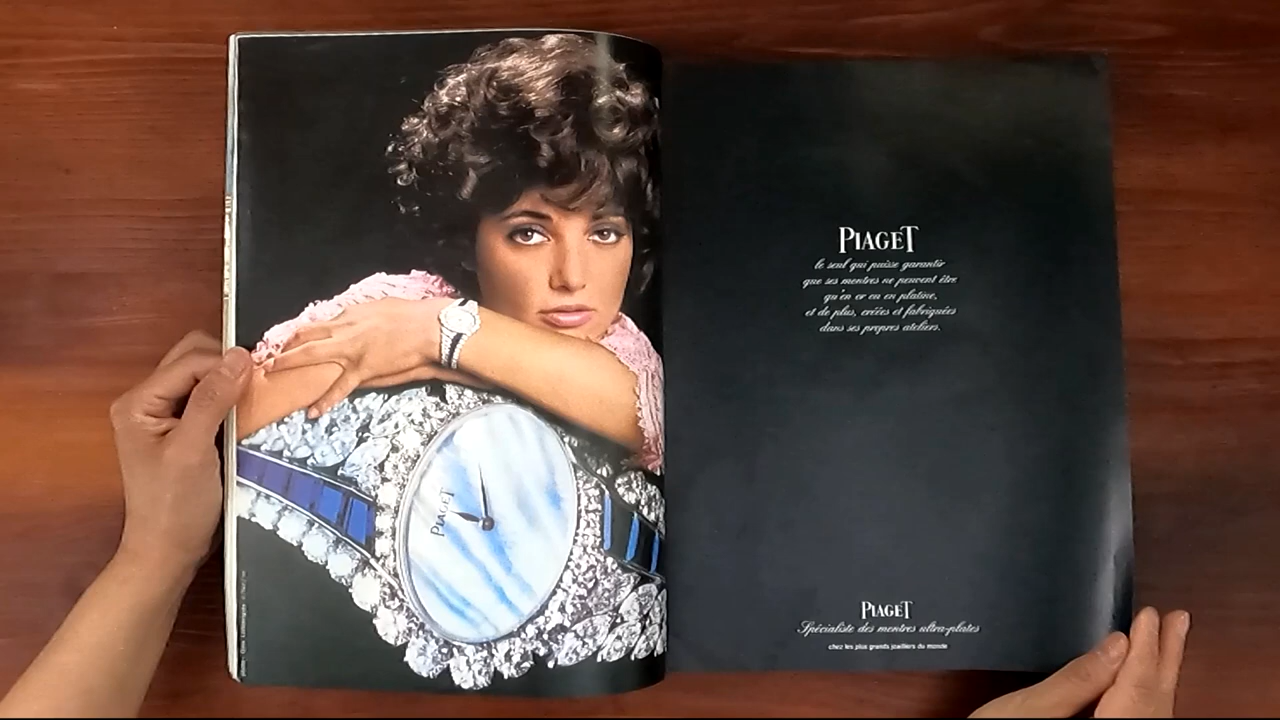 PIAGET
PIAGET
le seul qui puisse garantir
que ses montres ne peuvent être
qu'en or ou en platine,
et de plus, créées et fabriquées
dans ses propres ateliers.
PIAGET
Spécialiste des montres ultra-plates
chez les plus grands joailliers du monde